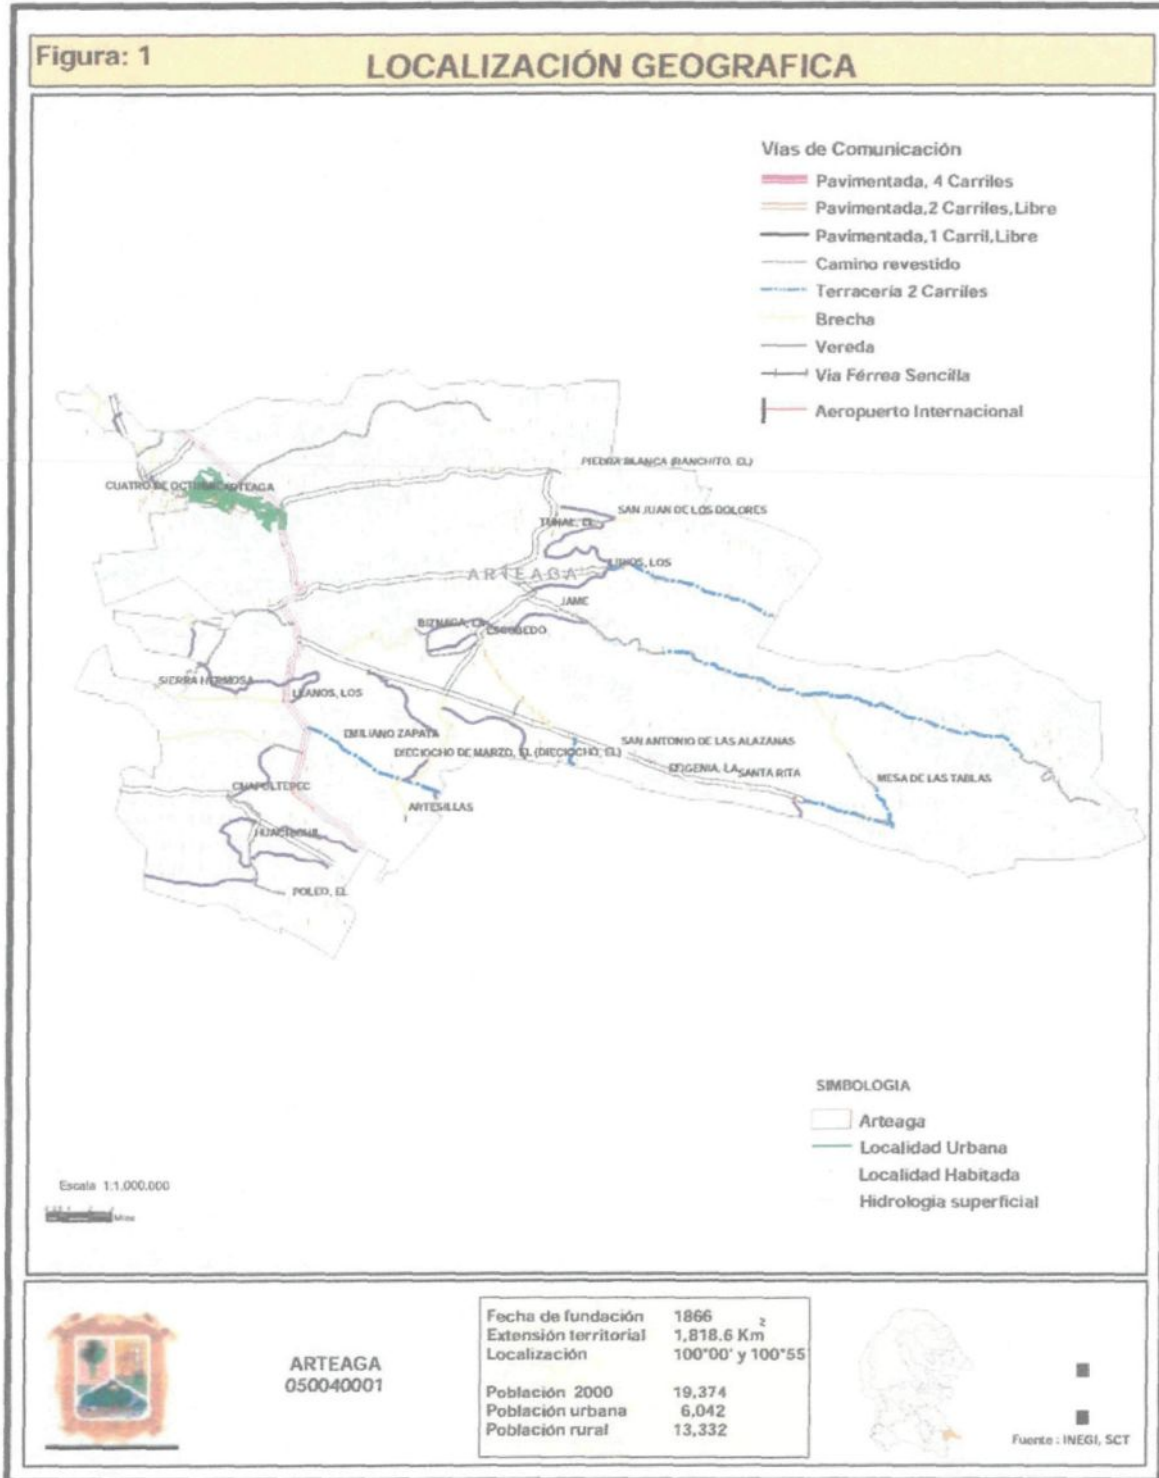 Figura: 1
LOCALIZACIÓN GEOGRAFICA
Vías de Comunicación
Pavimentada, 4 Carriles
Pavimentada,2 Carriles,Libre
Pavimentada,1 Carril,Libre
Camino revestido
Terracería 2 Carriles
Brecha
Vereda
Via Férrea Sencilla
Aeropuerto Internacional
PIEDRA BLANCA (RANCHITO, EL)
CUATRO DE OCTUBRE
ARTEAGA
SAN JUAN DE LOS DOLORES
TUNAL, EL
LIRIOS, LOS
ARTEAGA
JAME
BIZNAGA, LA
ESCOBEDO
SIERRA HERMOSA
LLANOS, LOS
EMILIANO ZAPATA
SAN ANTONIO DE LAS ALAZANAS
DIECIOCHO DE MARZO, EL (DIECIOCHO, EL)
EUGENIA, LA
SANTA RITA
MESA DE LAS TABLAS
CHAPULTEPEC
ARTESILLAS
HUACHICHIL
POLEO, EL
SIMBOLOGIA
Arteaga
Localidad Urbana
Localidad Habitada
Hidrologia superficial
Escala 1:1,000,000
Miles
ARTEAGA
050040001
Fecha de fundación 1866
Extensión territorial 1,818.6 Km 2
Localización 100°00' y 100°55
Población 2000 19,374
Población urbana 6,042
Población rural 13,332
Fuente : INEGI, SCT